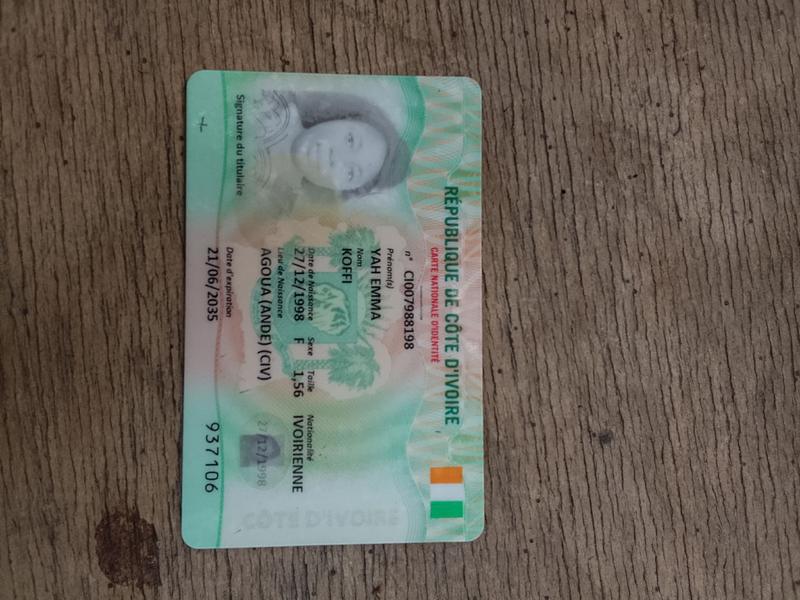 RÉPUBLIQUE DE CÔTE D'IVOIRE
CARTE NATIONALE D'IDENTITÉ
n° CI007988198
Prénom(s)
YAH EMMA
Nom
KOFFI
Date de Naissance Sexe Taille Nationalité
27/12/1998 F 1,56 IVOIRIENNE
Lieu de Naissance
AGOUA (ANDE) (CIV)
27/12/1998
CÔTE D'IVOIRE
Signature du titulaire
Date d'expiration
21/06/2035
937106